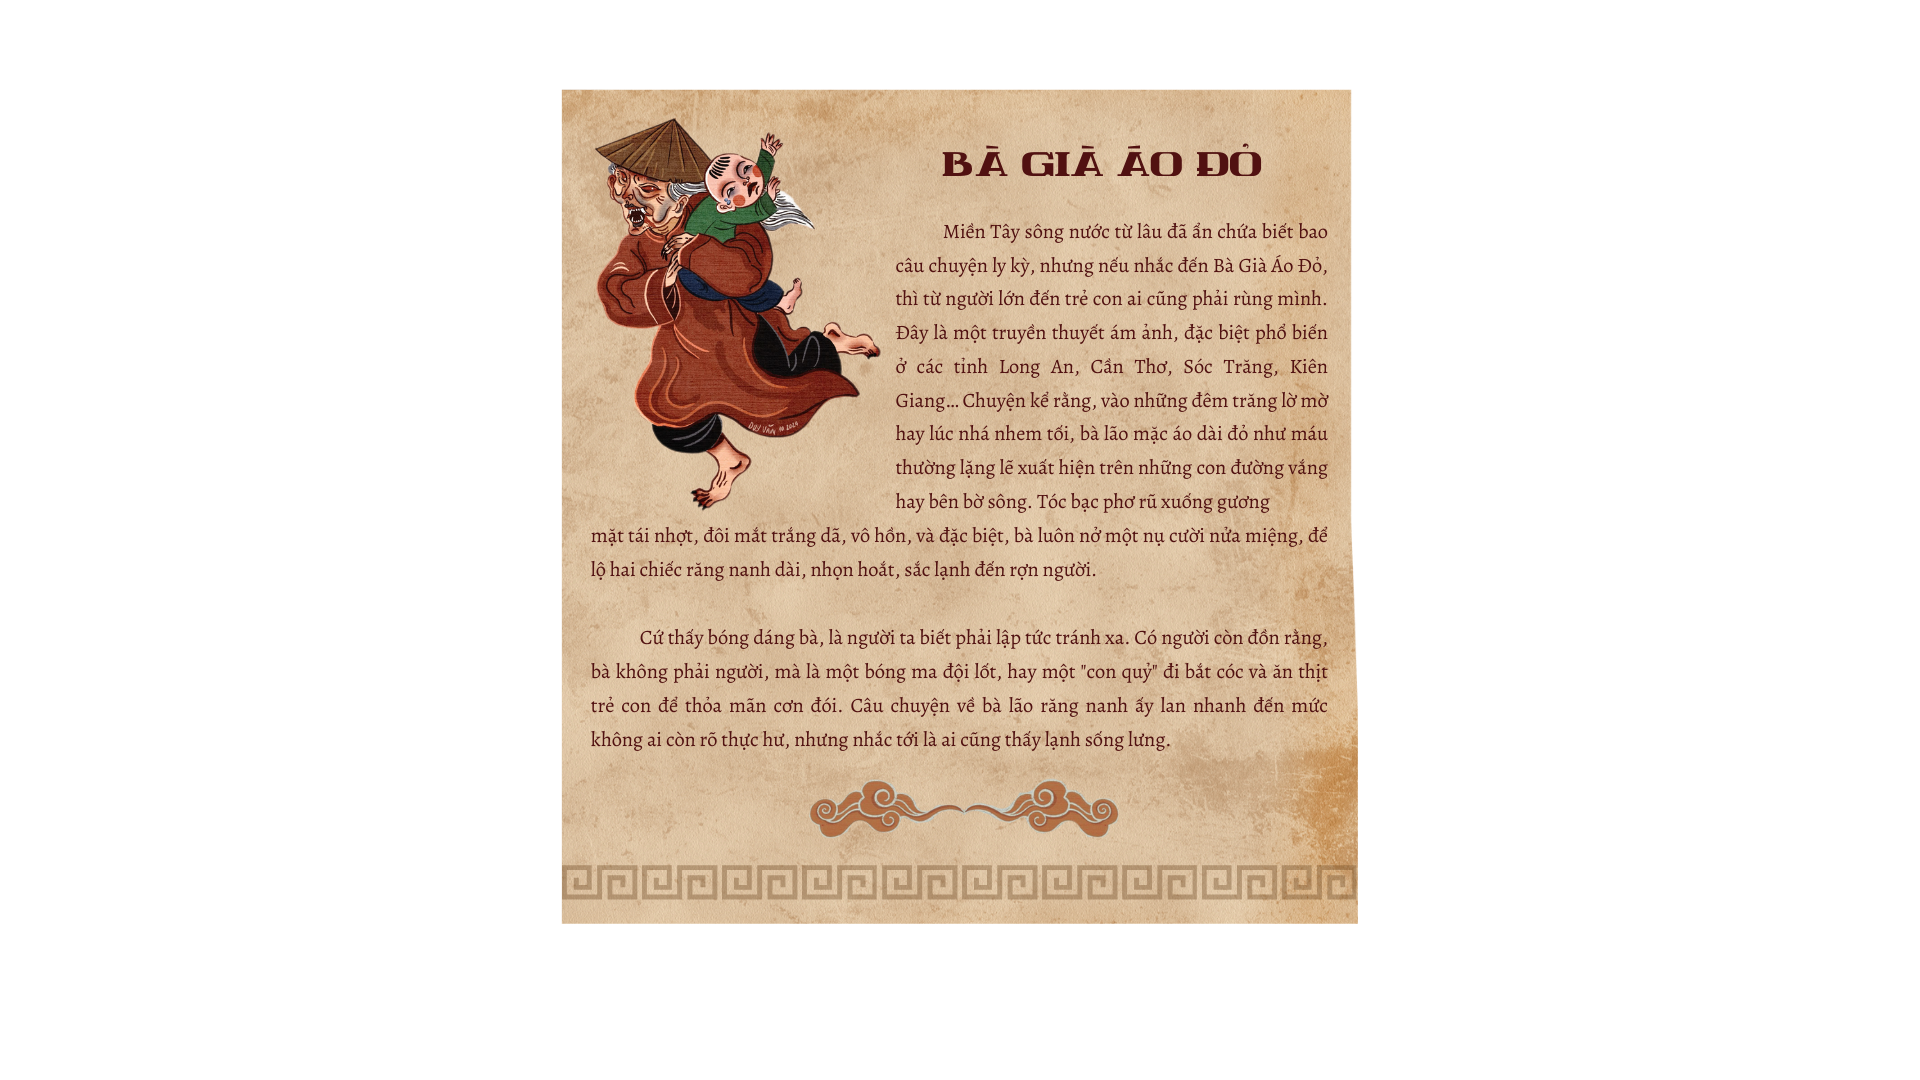 BÀ GIÀ ÁO ĐỎ
Miền Tây sông nước từ lâu đã ẩn chứa biết bao
câu chuyện ly kỳ, nhưng nếu nhắc đến Bà Già Áo Đỏ,
thì từ người lớn đến trẻ con ai cũng phải rùng mình.
Đây là một truyền thuyết ám ảnh, đặc biệt phổ biến
ở các tỉnh Long An, Cần Thơ, Sóc Trăng, Kiên
Giang... Chuyện kể rằng, vào những đêm trăng lờ mờ
hay lúc nhá nhem tối, bà lão mặc áo dài đỏ như máu
thường lặng lẽ xuất hiện trên những con đường vắng
hay bên bờ sông. Tóc bạc phơ rũ xuống gương
mặt tái nhợt, đôi mắt trắng dã, vô hồn, và đặc biệt, bà luôn nở một nụ cười nửa miệng, để
lộ hai chiếc răng nanh dài, nhọn hoắt, sắc lạnh đến rợn người.
Cứ thấy bóng dáng bà, là người ta biết phải lập tức tránh xa. Có người còn đồn rằng,
bà không phải người, mà là một bóng ma đội lốt, hay một "con quỷ" đi bắt cóc và ăn thịt
trẻ con để thỏa mãn cơn đói. Câu chuyện về bà lão răng nanh ấy lan nhanh đến mức
không ai còn rõ thực hư, nhưng nhắc tới là ai cũng thấy lạnh sống lưng.